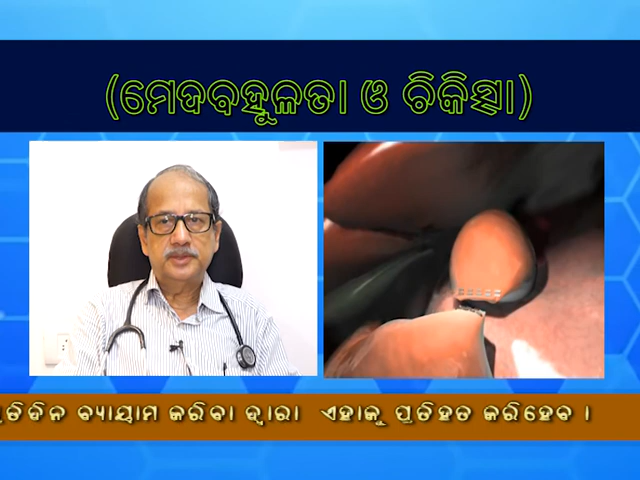 (ମେଦବହୁଳତା ଓ ଚିକିତ୍ସା)
ବ୍ୟାୟାମ କରିବା ଦ୍ୱାରା ଏହାକୁ ପ୍ରତିହତ କରିହେବ ।